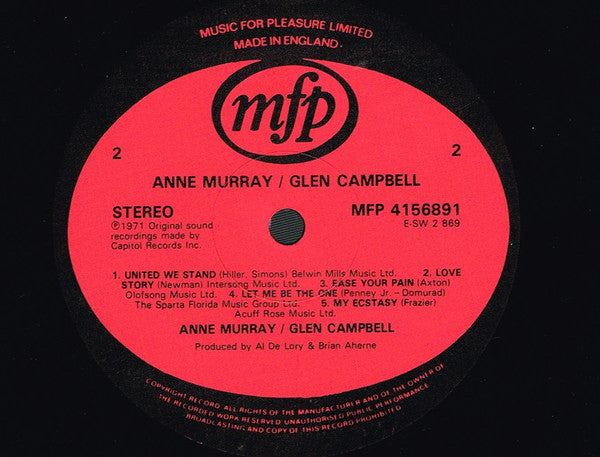 MUSIC FOR PLEASURE LIMITED
MADE IN ENGLAND
mfp
2 2
ANNE MURRAY / GLEN CAMPBELL
STEREO MFP 4156891
℗1971 Original sound E-SW 2 869
recordings made by
Capitol Records Inc.
1. UNITED WE STAND (Hiller, Simons) Belwin Mills Music Ltd. 2. LOVE
STORY (Newman) Intersong Music Ltd. 3. EASE YOUR PAIN (Axton)
Olofsong Music Ltd. 4. LET ME BE THE ONE (Penney Jr. – Domurad)
The Sparta Florida Music Group Ltd. 5. MY ECSTASY (Frazier)
Acuff Rose Music Ltd.
ANNE MURRAY / GLEN CAMPBELL
Produced by Al De Lory & Brian Aherne
COPYRIGHT RECORD. ALL RIGHTS OF THE MANUFACTURER AND OF THE OWNER OF
THE RECORDED WORK RESERVED. UNAUTHORISED PUBLIC PERFORMANCE
BROADCASTING AND COPY OF THIS RECORD PROHIBITED